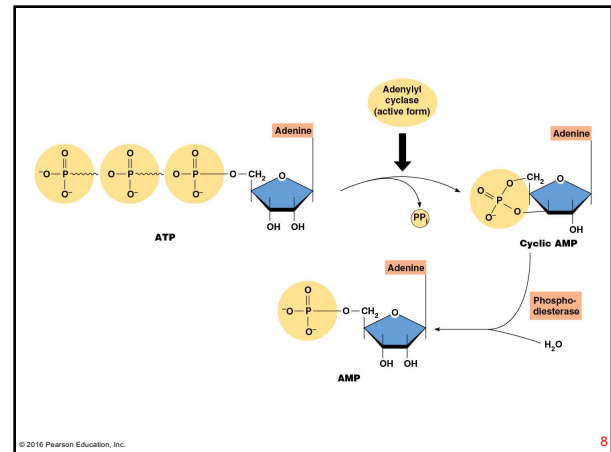 Adenylyl
cyclase
(active form)
Adenine
Adenine
O O O
⁻O—P—O—P—O—P—O—CH₂ O
O⁻ O⁻ O⁻
OH OH
ATP
PPᵢ
O CH₂ O
O P
O⁻ O
OH
Cyclic AMP
Adenine
O
⁻O—P—O—CH₂ O
O⁻
OH OH
AMP
Phospho-
diesterase
H₂O
© 2016 Pearson Education, Inc.
8